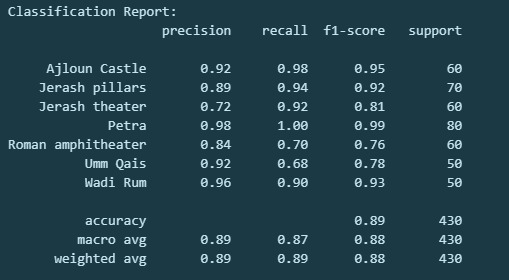 Classification Report:
precision recall f1-score support
Ajloun Castle 0.92 0.98 0.95 60
Jerash pillars 0.89 0.94 0.92 70
Jerash theater 0.72 0.92 0.81 60
Petra 0.98 1.00 0.99 80
Roman amphitheater 0.84 0.70 0.76 60
Umm Qais 0.92 0.68 0.78 50
Wadi Rum 0.96 0.90 0.93 50
accuracy 0.89 430
macro avg 0.89 0.87 0.88 430
weighted avg 0.89 0.89 0.88 430